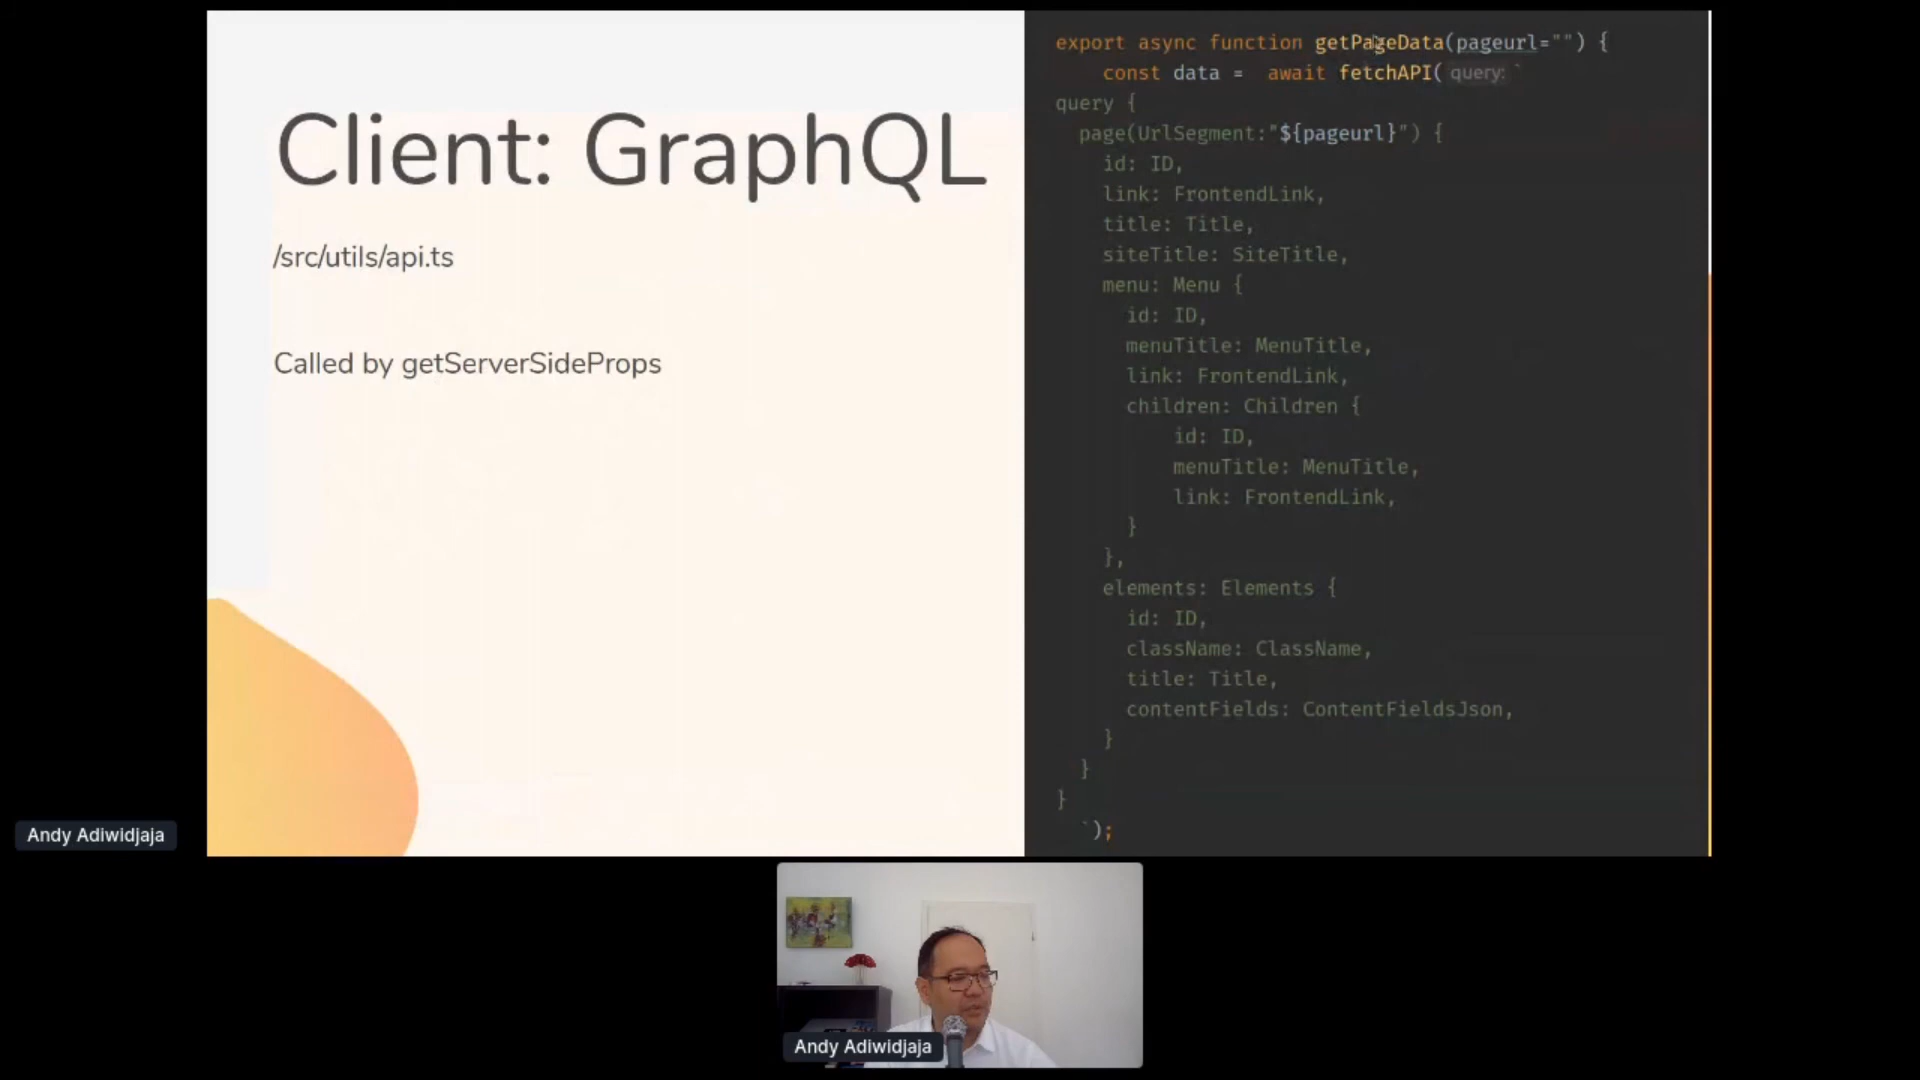 Client: GraphQL
/src/utils/api.ts
Called by getServerSideProps
export async function getPageData(pageurl="") {
const data = await fetchAPI( query: `
query {
page(UrlSegment:"${pageurl}") {
id: ID,
link: FrontendLink,
title: Title,
siteTitle: SiteTitle,
menu: Menu {
id: ID,
menuTitle: MenuTitle,
link: FrontendLink,
children: Children {
id: ID,
menuTitle: MenuTitle,
link: FrontendLink,
}
},
elements: Elements {
id: ID,
className: ClassName,
title: Title,
contentFields: ContentFieldsJson,
}
}
}
`);
Andy Adiwidjaja
Andy Adiwidjaja